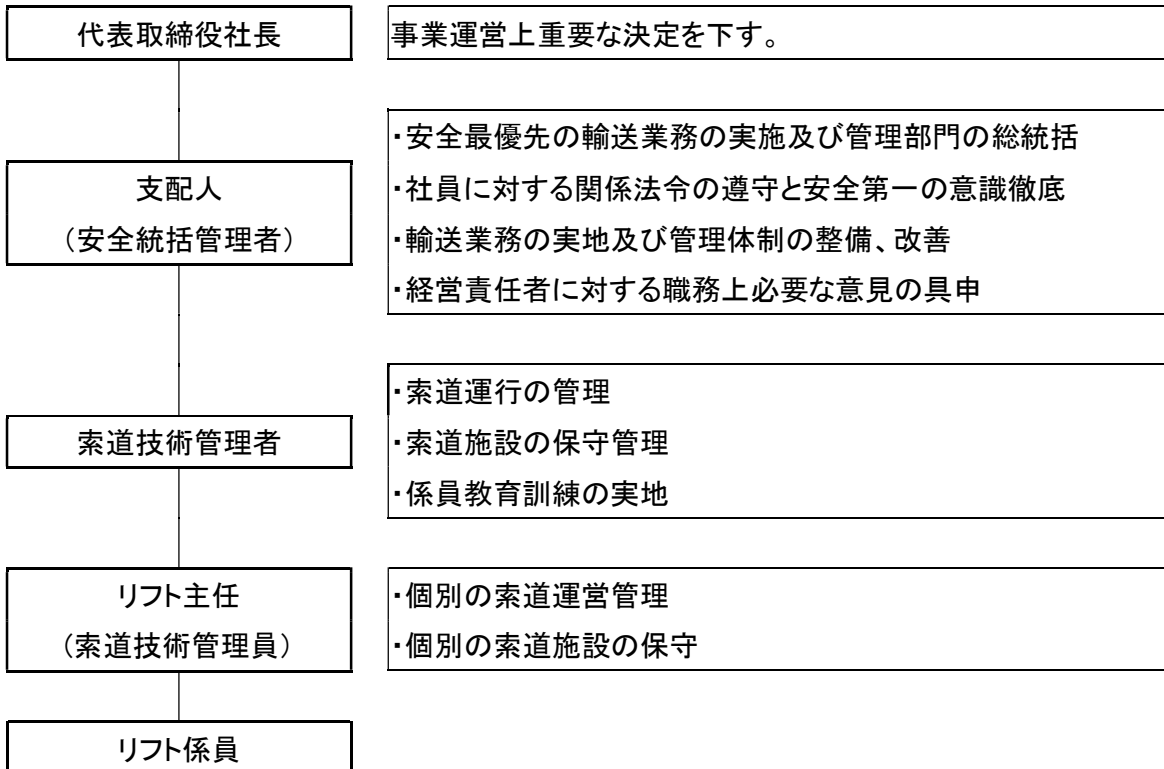 代表取締役社長
事業運営上重要な決定を下す。
支配人
（安全統括管理者）
・安全最優先の輸送業務の実施及び管理部門の総統括
・社員に対する関係法令の遵守と安全第一の意識徹底
・輸送業務の実地及び管理体制の整備、改善
・経営責任者に対する職務上必要な意見の具申
索道技術管理者
・索道運行の管理
・索道施設の保守管理
・係員教育訓練の実地
リフト主任
（索道技術管理員）
・個別の索道運営管理
・個別の索道施設の保守
リフト係員